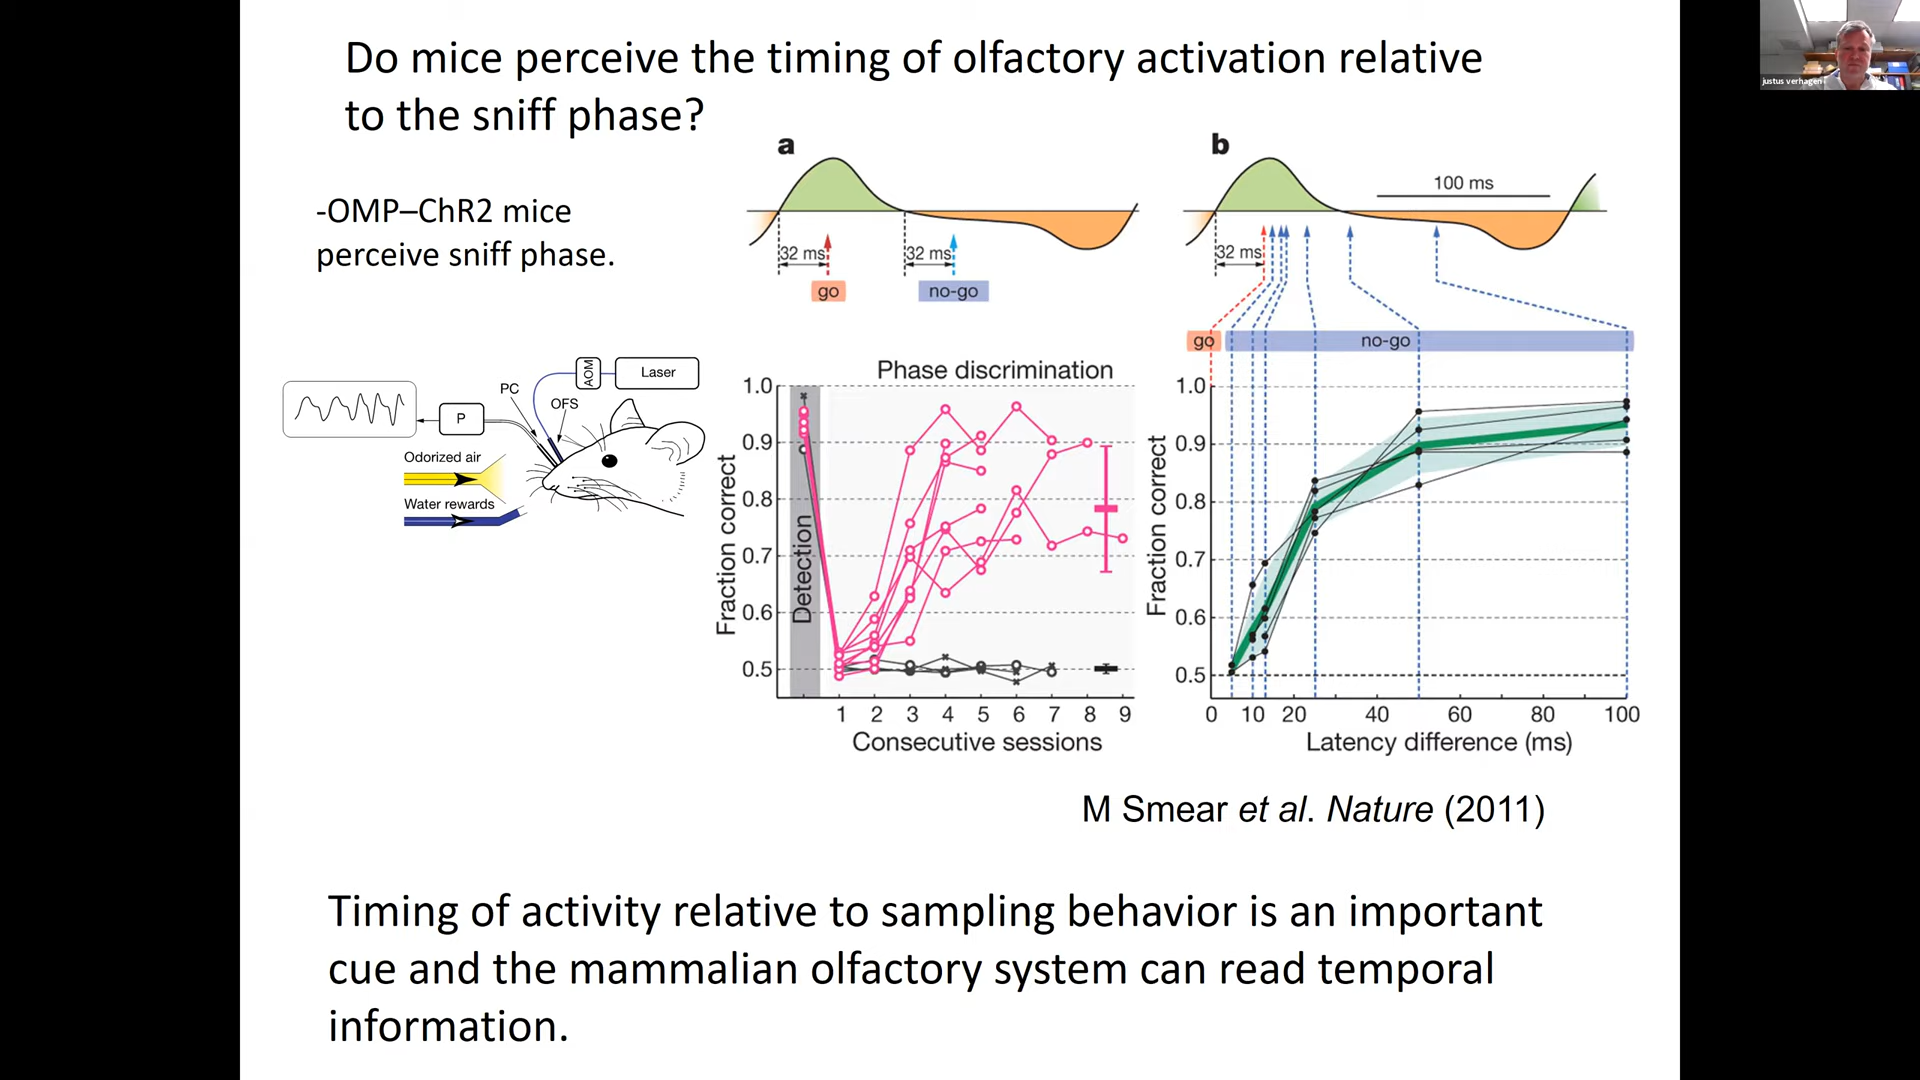 Do mice perceive the timing of olfactory activation relative
to the sniff phase?
justus verhagen
-OMP–ChR2 mice
perceive sniff phase.
a
32 ms
32 ms
go
no-go
b
100 ms
32 ms
go
no-go
AOM
Laser
PC
OFS
P
Odorized air
Water rewards
Phase discrimination
Fraction correct
1.0
0.9
0.8
0.7
0.6
0.5
Detection
1 2 3 4 5 6 7 8 9
Consecutive sessions
Fraction correct
1.0
0.9
0.8
0.7
0.6
0.5
0 10 20 40 60 80 100
Latency difference (ms)
M Smear et al. Nature (2011)
Timing of activity relative to sampling behavior is an important
cue and the mammalian olfactory system can read temporal
information.